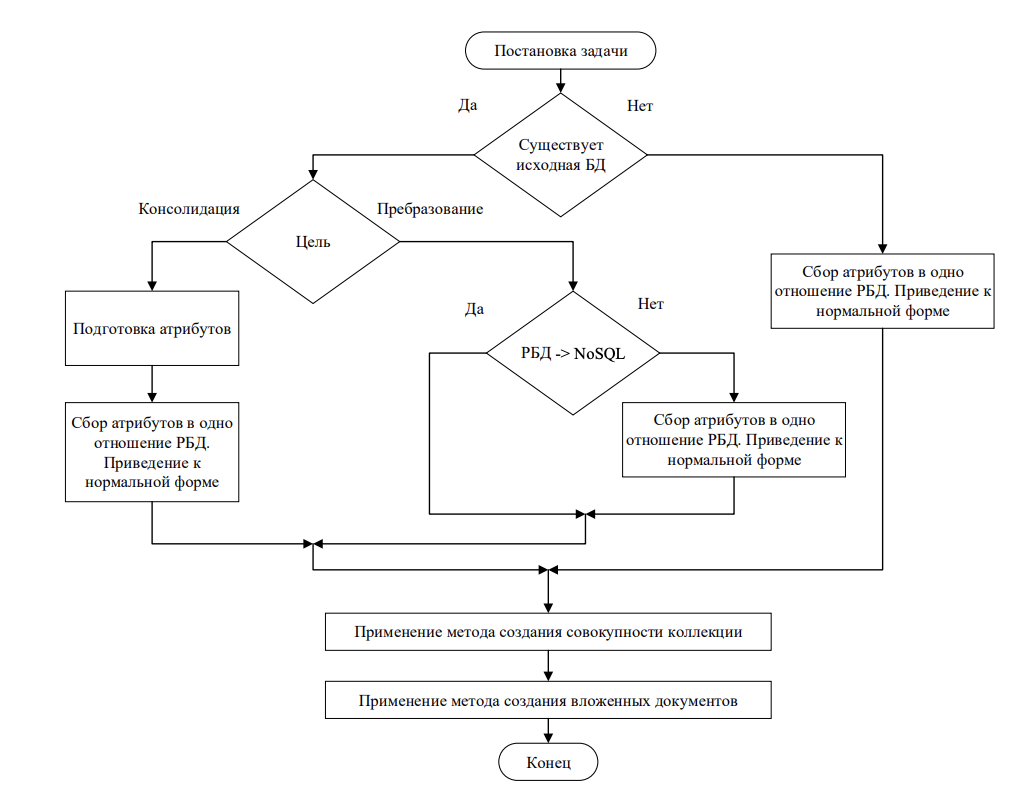 Постановка задачи
Да
Нет
Существует
исходная БД
Консолидация
Пребразование
Цель
Сбор атрибутов в одно
отношение РБД. Приведение к
нормальной форме
Подготовка атрибутов
Да
Нет
РБД -> NoSQL
Сбор атрибутов в одно
отношение РБД.
Приведение к
нормальной форме
Сбор атрибутов в одно
отношение РБД. Приведение к
нормальной форме
Применение метода создания совокупности коллекции
Применение метода создания вложенных документов
Конец